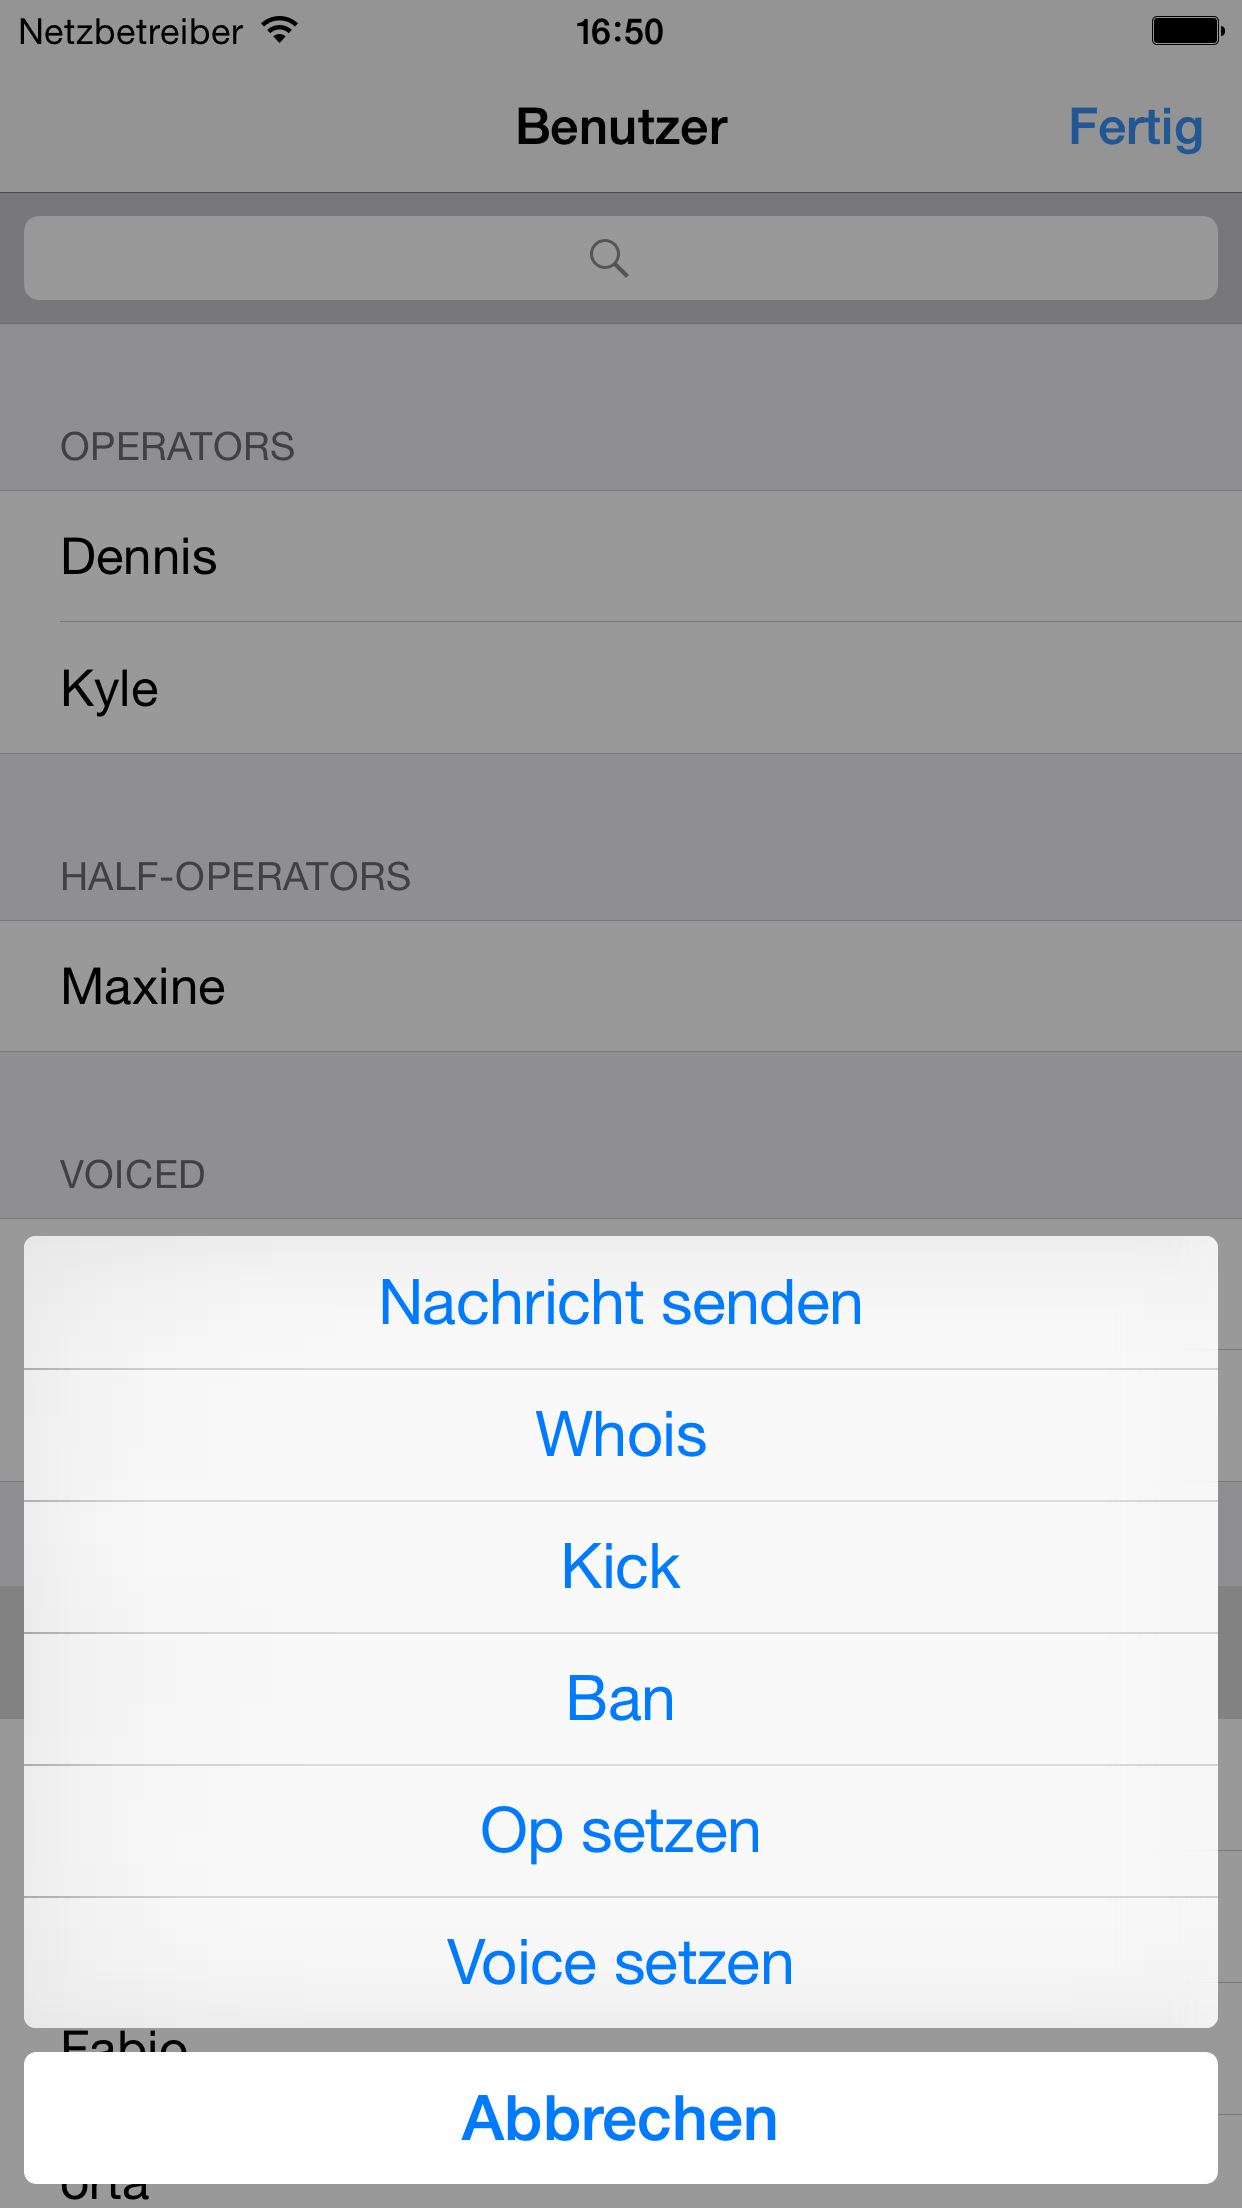 Netzbetreiber 16:50
Benutzer Fertig
OPERATORS
Dennis
Kyle
HALF-OPERATORS
Maxine
VOICED
Nachricht senden
Whois
Kick
Ban
Op setzen
Voice setzen
Fabio
Abbrechen
orta